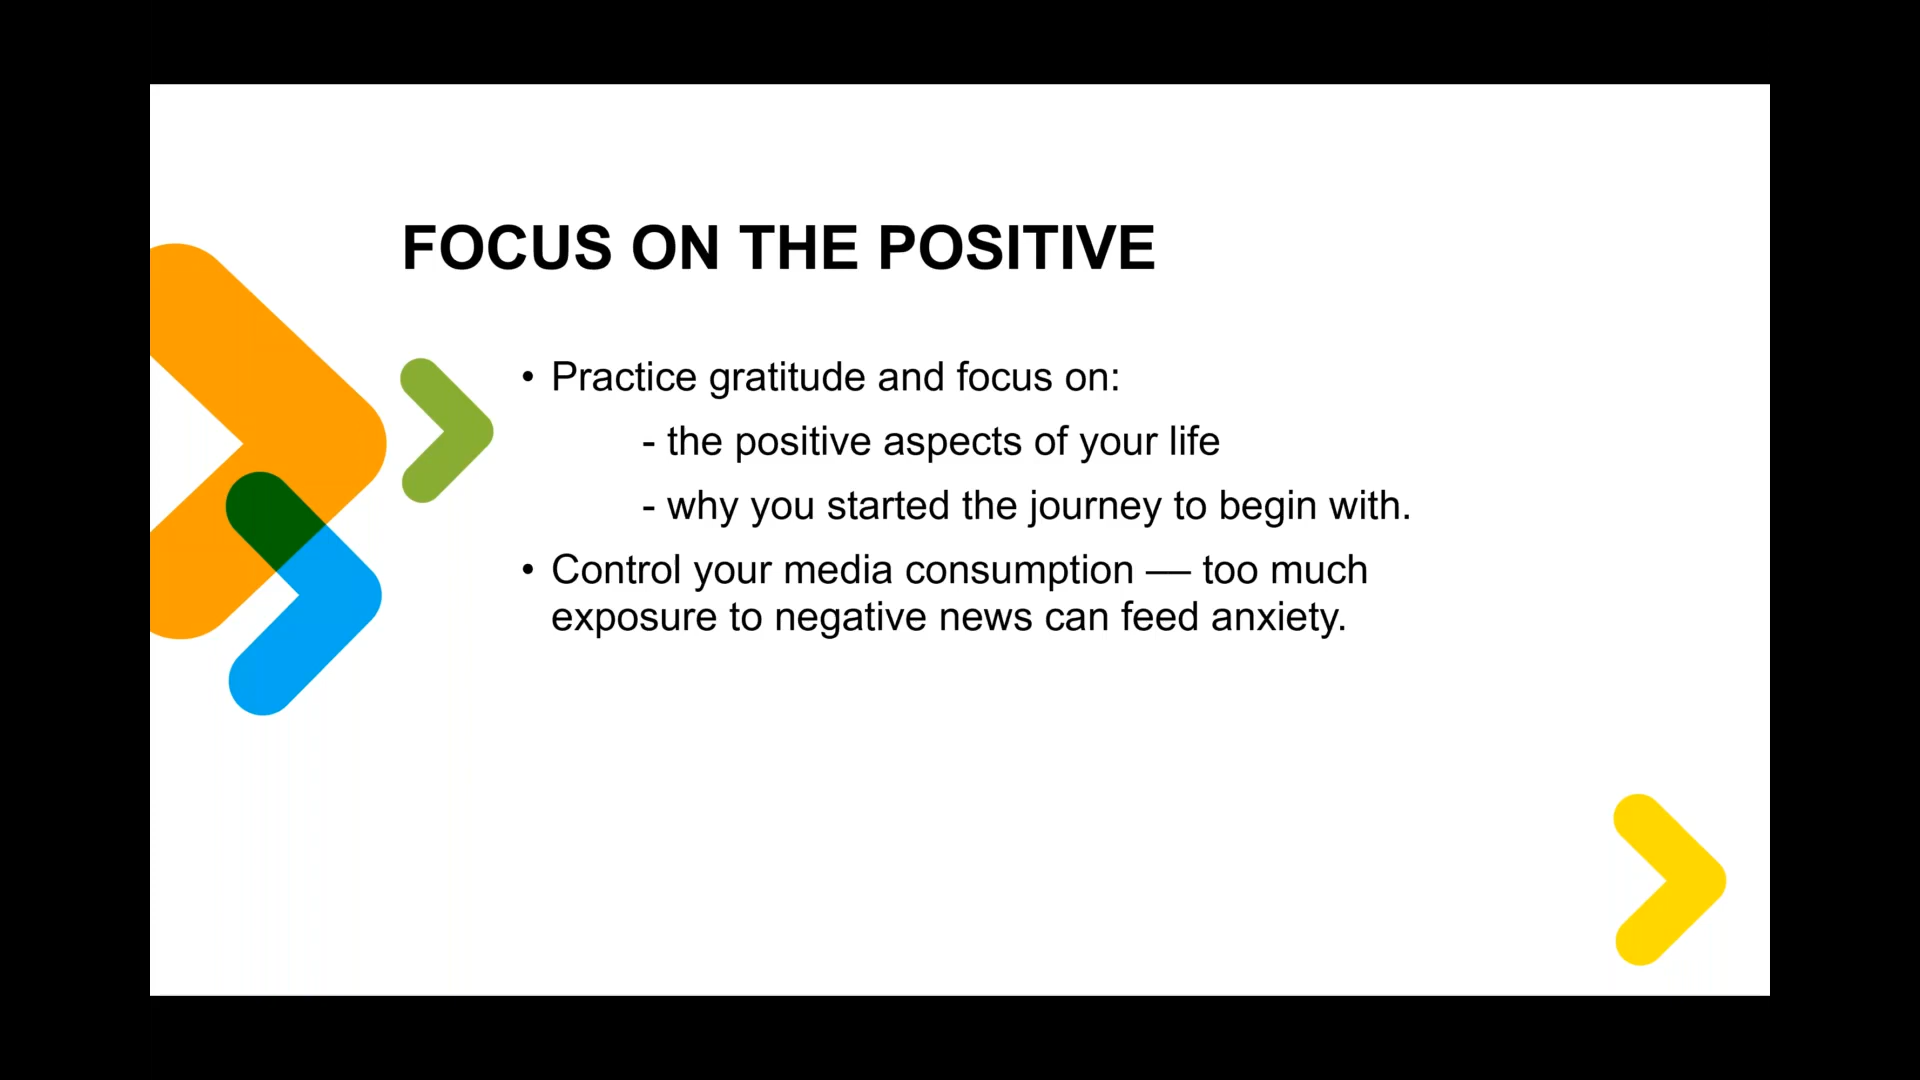 FOCUS ON THE POSITIVE
• Practice gratitude and focus on:
- the positive aspects of your life
- why you started the journey to begin with.
• Control your media consumption — too much
exposure to negative news can feed anxiety.